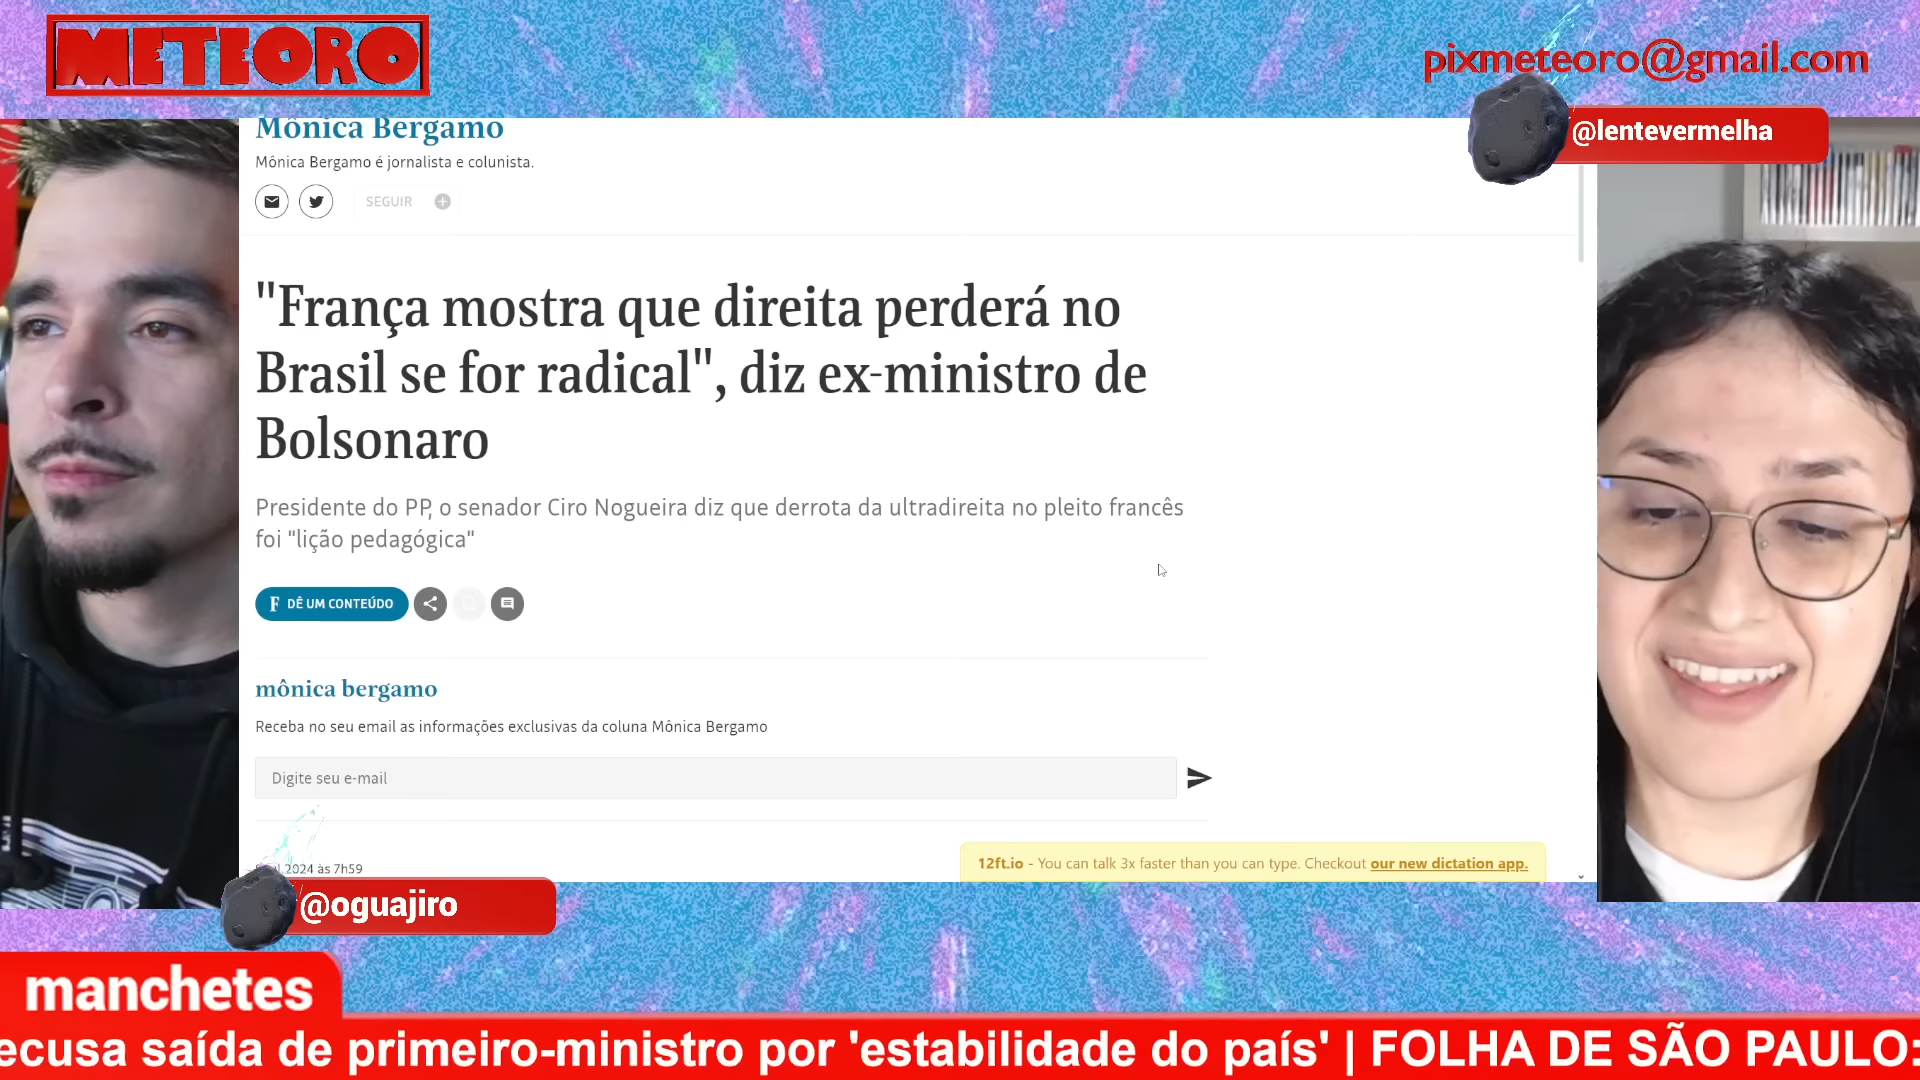 METEORO
pixmeteoro@gmail.com
@lentevermelha
Mônica Bergamo
Mônica Bergamo é jornalista e colunista.
SEGUIR
"França mostra que direita perderá no
Brasil se for radical", diz ex-ministro de
Bolsonaro
Presidente do PP, o senador Ciro Nogueira diz que derrota da ultradireita no pleito francês
foi "lição pedagógica"
F DÊ UM CONTEÚDO
mônica bergamo
Receba no seu email as informações exclusivas da coluna Mônica Bergamo
Digite seu e-mail
2024 às 7h59
12ft.io - You can talk 3x faster than you can type. Checkout our new dictation app.
@oguajiro
manchetes
ecusa saída de primeiro-ministro por 'estabilidade do país' | FOLHA DE SÃO PAULO: